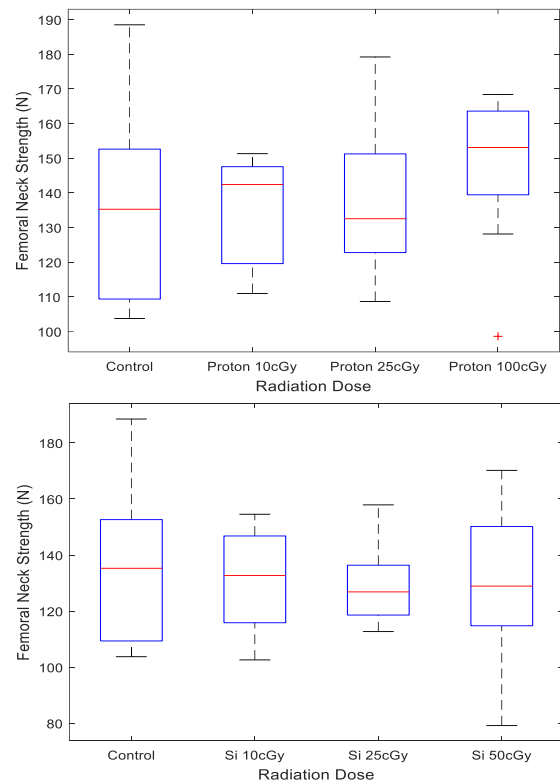 190
180
170
160
150
140
130
120
110
100
Femoral Neck Strength (N)
Control Proton 10cGy Proton 25cGy Proton 100cGy
Radiation Dose
180
160
140
120
100
80
Femoral Neck Strength (N)
Control Si 10cGy Si 25cGy Si 50cGy
Radiation Dose